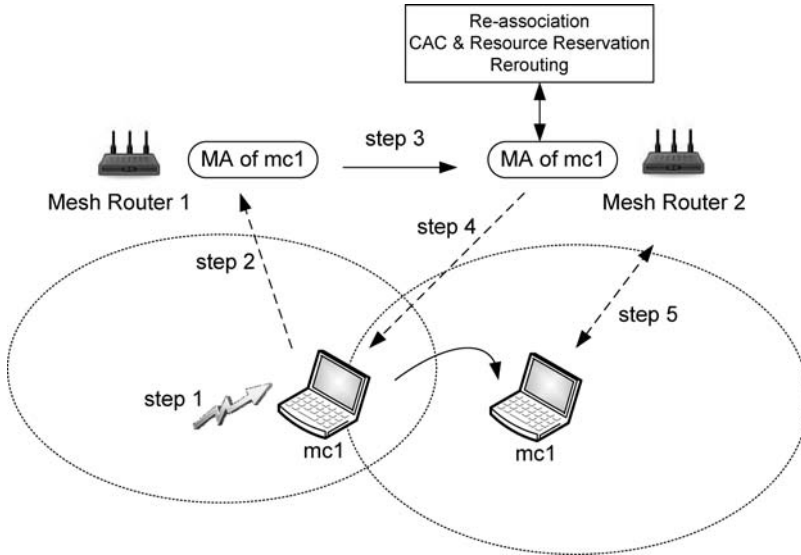 Re-association
CAC & Resource Reservation
Rerouting
MA of mc1
step 3
MA of mc1
Mesh Router 1
Mesh Router 2
step 4
step 2
step 5
step 1
mc1
mc1